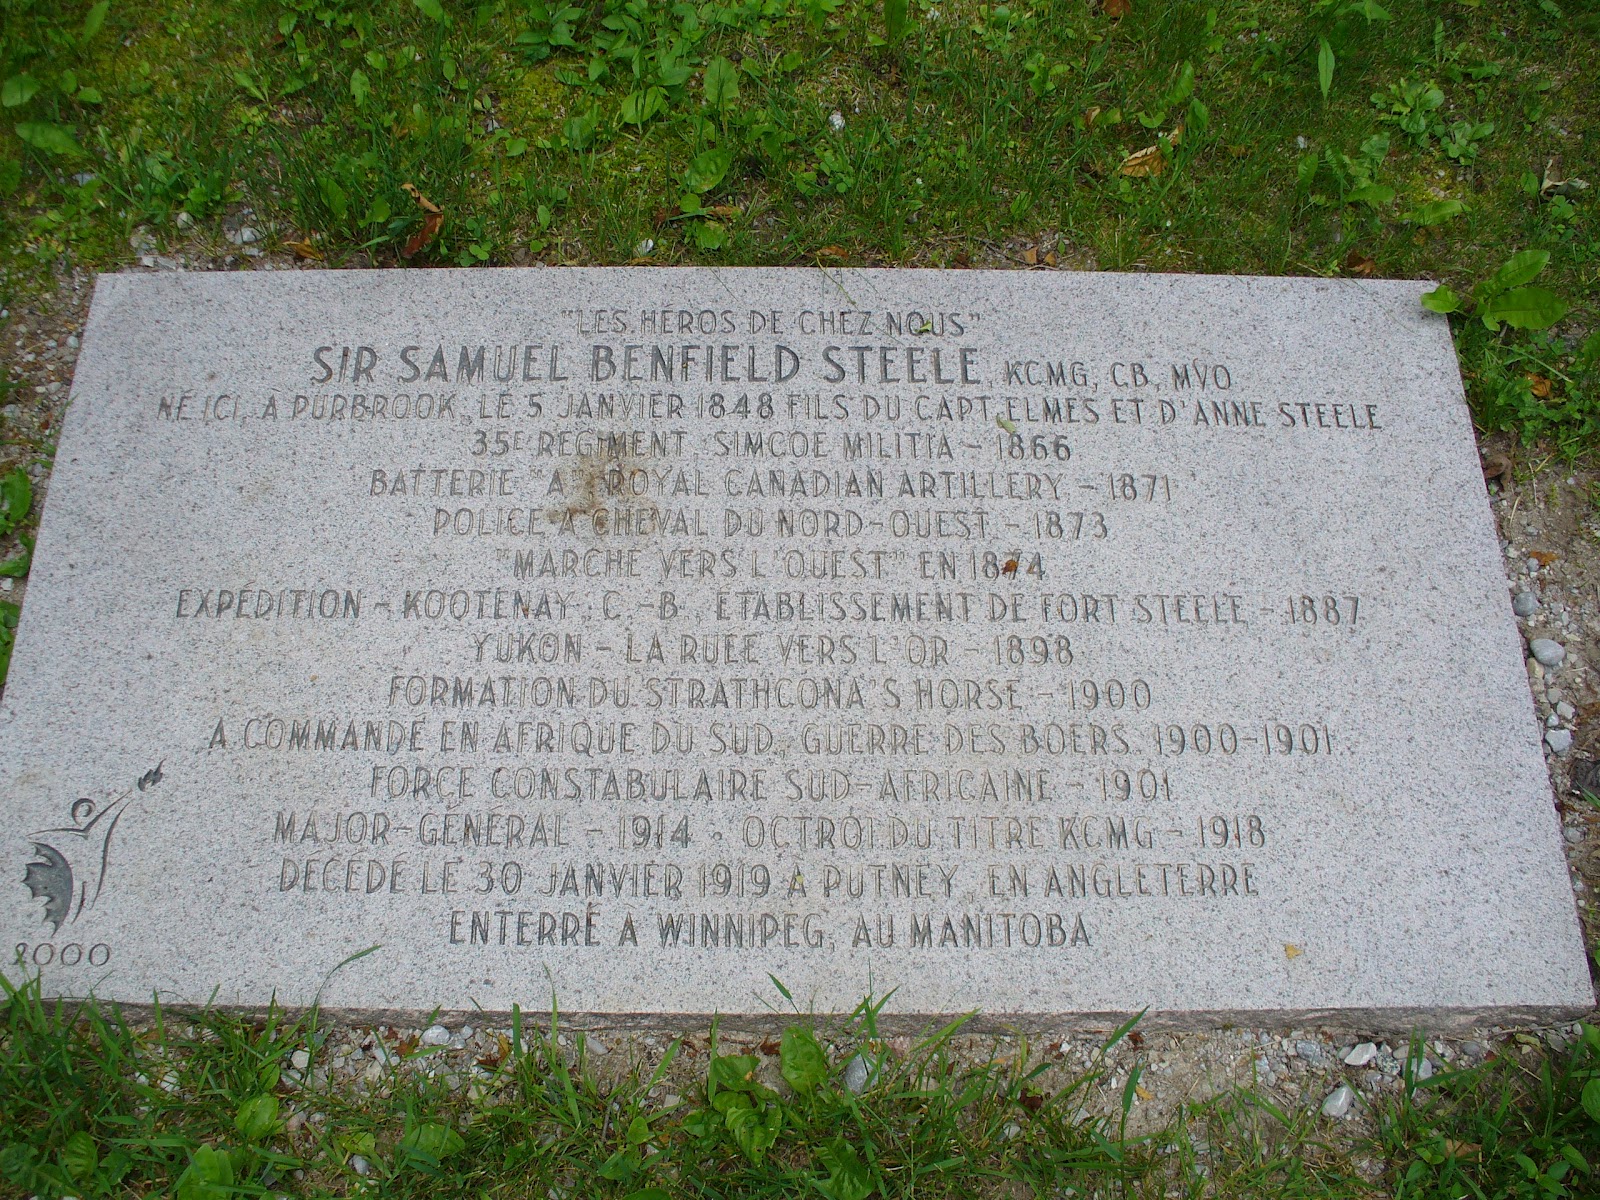 "LES HÉROS DE CHEZ NOUS"
SIR SAMUEL BENFIELD STEELE, KCMG, CB, MVO
NÉ ICI, À PURBROOK, LE 5 JANVIER 1848 FILS DU CAPT. ELMES ET D'ANNE STEELE
35E RÉGIMENT, SIMCOE MILITIA - 1866
BATTERIE "A" ROYAL CANADIAN ARTILLERY - 1871
POLICE À CHEVAL DU NORD-OUEST - 1873
"MARCHE VERS L'OUEST" EN 1874
EXPÉDITION - KOOTENAY, C.-B., ÉTABLISSEMENT DE FORT STEELE - 1887
YUKON - LA RUÉE VERS L'OR - 1898
FORMATION DU STRATHCONA'S HORSE - 1900
A COMMANDÉ EN AFRIQUE DU SUD, GUERRE DES BOERS, 1900-1901
FORCE CONSTABULAIRE SUD-AFRICAINE - 1901
MAJOR-GÉNÉRAL - 1914 · OCTROI DU TITRE KCMG - 1918
DÉCÉDÉ LE 30 JANVIER 1919 À PUTNEY, EN ANGLETERRE
ENTERRÉ À WINNIPEG, AU MANITOBA
2000